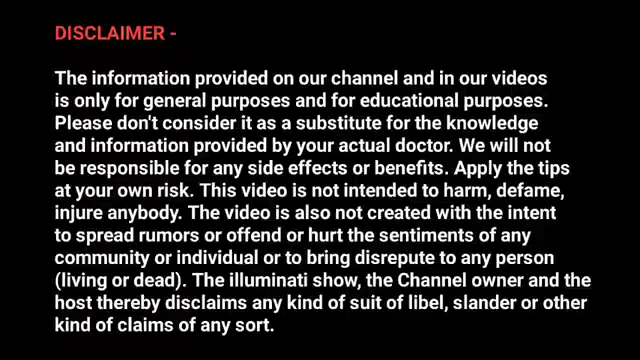 DISCLAIMER -
The information provided on our channel and in our videos
is only for general purposes and for educational purposes.
Please don't consider it as a substitute for the knowledge
and information provided by your actual doctor. We will not
be responsible for any side effects or benefits. Apply the tips
at your own risk. This video is not intended to harm, defame,
injure anybody. The video is also not created with the intent
to spread rumors or offend or hurt the sentiments of any
community or individual or to bring disrepute to any person
(living or dead). The illuminati show, the Channel owner and the
host thereby disclaims any kind of suit of libel, slander or other
kind of claims of any sort.